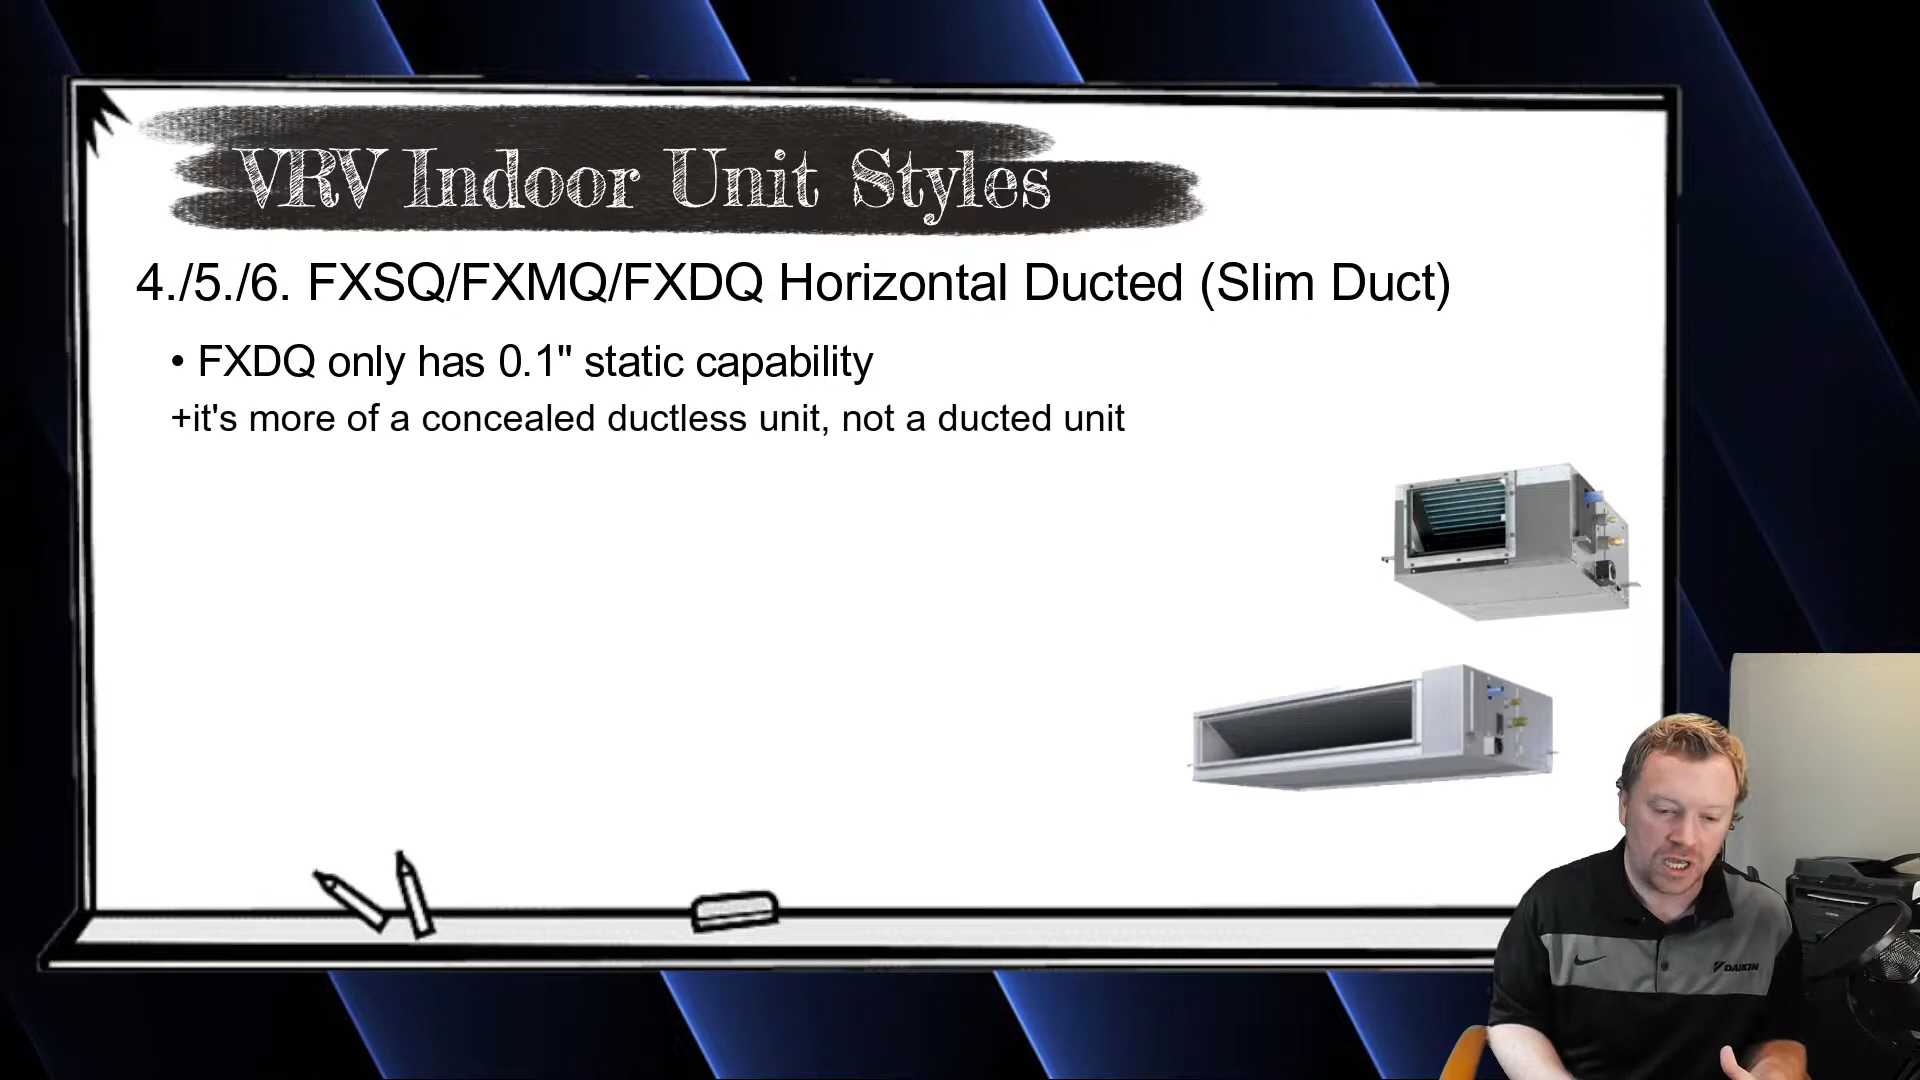 VRV Indoor Unit Styles
4./5./6. FXSQ/FXMQ/FXDQ Horizontal Ducted (Slim Duct)
• FXDQ only has 0.1" static capability
+it's more of a concealed ductless unit, not a ducted unit
DAIKIN